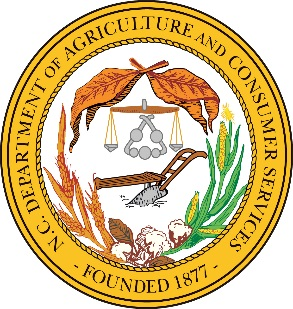 N.C. DEPARTMENT OF AGRICULTURE AND CONSUMER SERVICES
- FOUNDED 1877 -